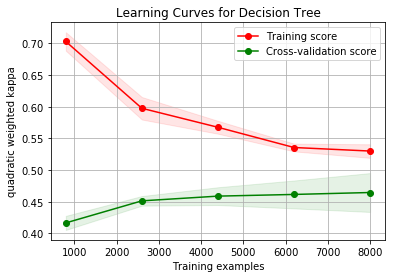 Learning Curves for Decision Tree
Training score
Cross-validation score
quadratic weighted kappa
0.70
0.65
0.60
0.55
0.50
0.45
0.40
1000 2000 3000 4000 5000 6000 7000 8000
Training examples